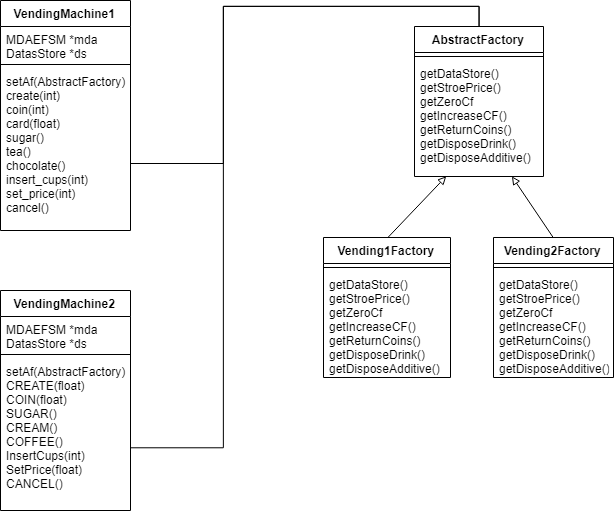 VendingMachine1
MDAEFSM *mda
DatasStore *ds
setAf(AbstractFactory)
create(int)
coin(int)
card(float)
sugar()
tea()
chocolate()
insert_cups(int)
set_price(int)
cancel()
VendingMachine2
MDAEFSM *mda
DatasStore *ds
setAf(AbstractFactory)
CREATE(float)
COIN(float)
SUGAR()
CREAM()
COFFEE()
InsertCups(int)
SetPrice(float)
CANCEL()
AbstractFactory
getDataStore()
getStroePrice()
getZeroCf
getIncreaseCF()
getReturnCoins()
getDisposeDrink()
getDisposeAdditive()
Vending1Factory
getDataStore()
getStroePrice()
getZeroCf
getIncreaseCF()
getReturnCoins()
getDisposeDrink()
getDisposeAdditive()
Vending2Factory
getDataStore()
getStroePrice()
getZeroCf
getIncreaseCF()
getReturnCoins()
getDisposeDrink()
getDisposeAdditive()